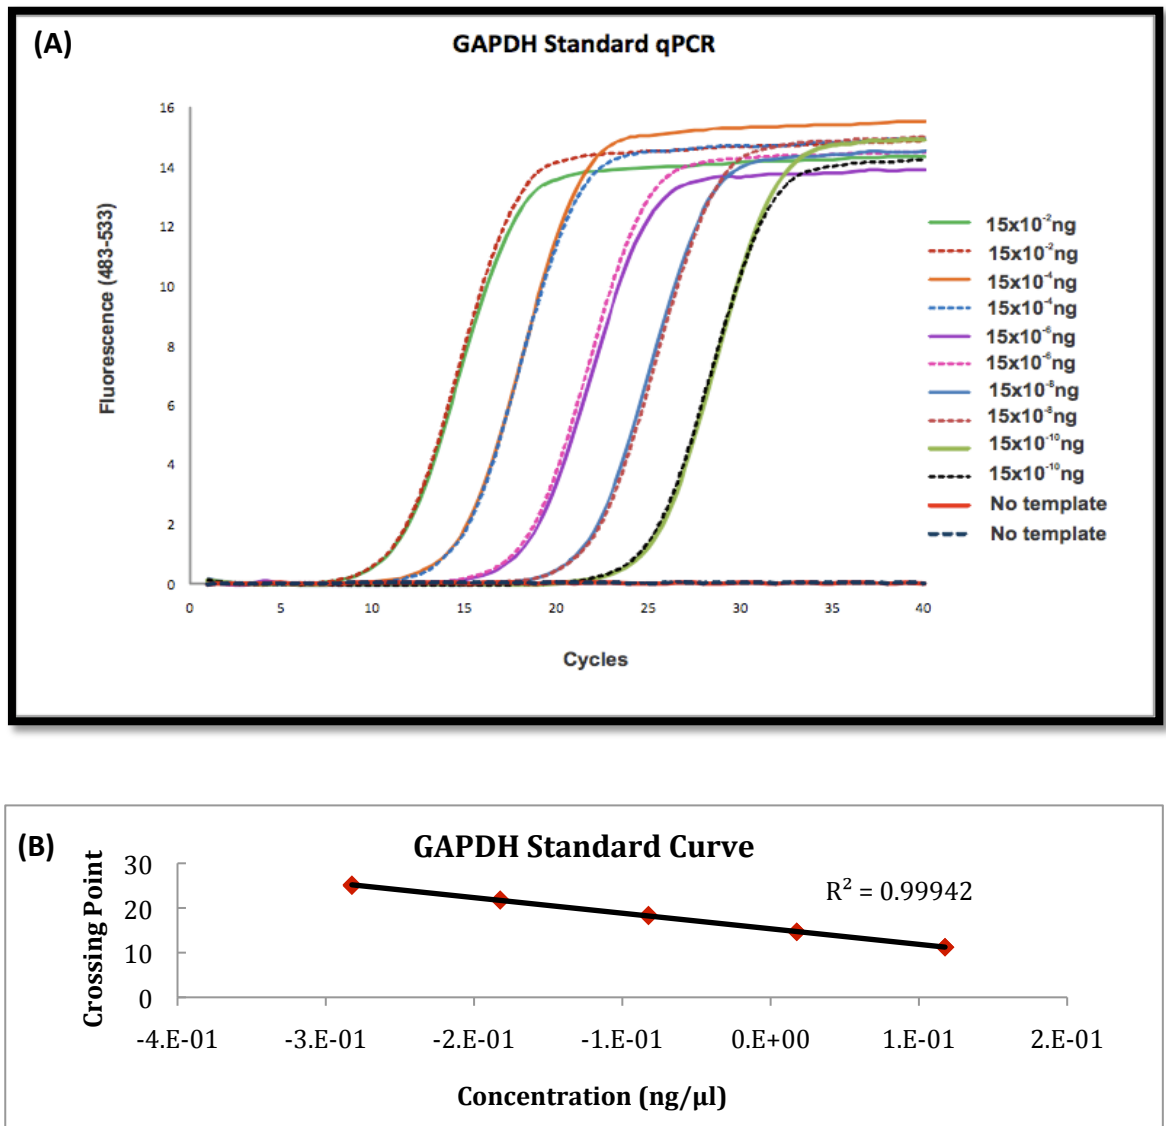 (A)
GAPDH Standard qPCR
Fluorescence (483-533)
16
14
12
10
8
6
4
2
0
0 5 10 15 20 25 30 35 40
Cycles
15x10⁻²ng
15x10⁻²ng
15x10⁻⁴ng
15x10⁻⁴ng
15x10⁻⁶ng
15x10⁻⁶ng
15x10⁻⁸ng
15x10⁻⁸ng
15x10⁻¹⁰ng
15x10⁻¹⁰ng
No template
No template
(B)
GAPDH Standard Curve
Crossing Point
30
20
10
0
R² = 0.99942
-4.E-01 -3.E-01 -2.E-01 -1.E-01 0.E+00 1.E-01 2.E-01
Concentration (ng/µl)